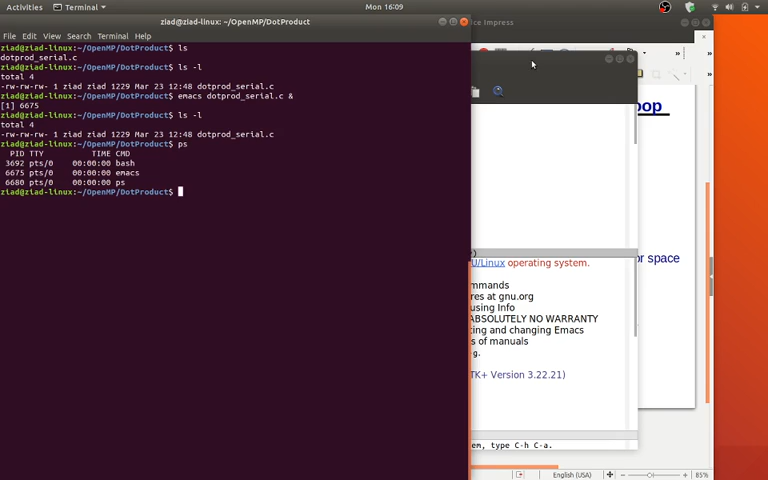 Activities
Terminal
Mon 16:09
ziad@ziad-linux: ~/OpenMP/DotProduct
File Edit View Search Terminal Help
ziad@ziad-linux:~/OpenMP/DotProduct$ ls
dotprod_serial.c
ziad@ziad-linux:~/OpenMP/DotProduct$ ls -l
total 4
-rw-rw-rw- 1 ziad ziad 1229 Mar 23 12:48 dotprod_serial.c
ziad@ziad-linux:~/OpenMP/DotProduct$ emacs dotprod_serial.c &
[1] 6675
ziad@ziad-linux:~/OpenMP/DotProduct$ ls -l
total 4
-rw-rw-rw- 1 ziad ziad 1229 Mar 23 12:48 dotprod_serial.c
ziad@ziad-linux:~/OpenMP/DotProduct$ ps
PID TTY TIME CMD
3692 pts/0 00:00:00 bash
6675 pts/0 00:00:00 emacs
6680 pts/0 00:00:00 ps
ziad@ziad-linux:~/OpenMP/DotProduct$
ice Impress
oop
or space
)
U/Linux operating system.
mmands
res at gnu.org
using Info
ABSOLUTELY NO WARRANTY
ting and changing Emacs
s of manuals
g.
TK+ Version 3.22.21)
em, type C-h C-a.
English (USA)
85%